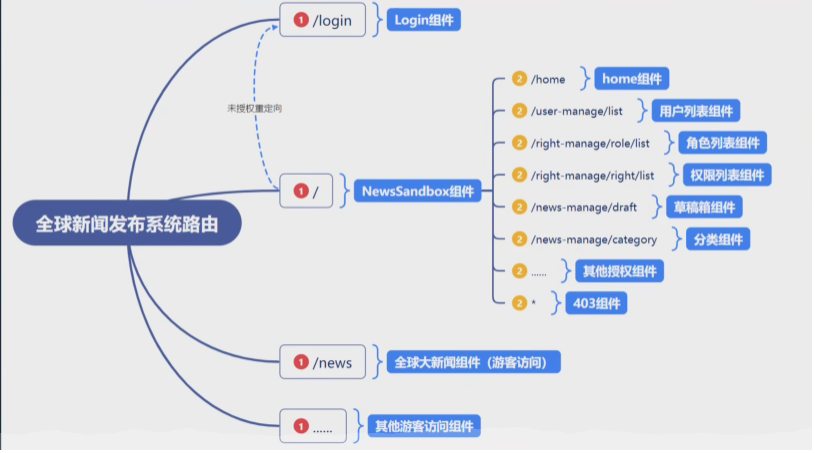 全球新闻发布系统路由
1 /login
Login组件
未授权重定向
1 /
NewsSandbox组件
2 /home
home组件
2 /user-manage/list
用户列表组件
2 /right-manage/role/list
角色列表组件
2 /right-manage/right/list
权限列表组件
2 /news-manage/draft
草稿箱组件
2 /news-manage/category
分类组件
2 ......
其他授权组件
2 *
403组件
1 /news
全球大新闻组件（游客访问）
1 ......
其他游客访问组件